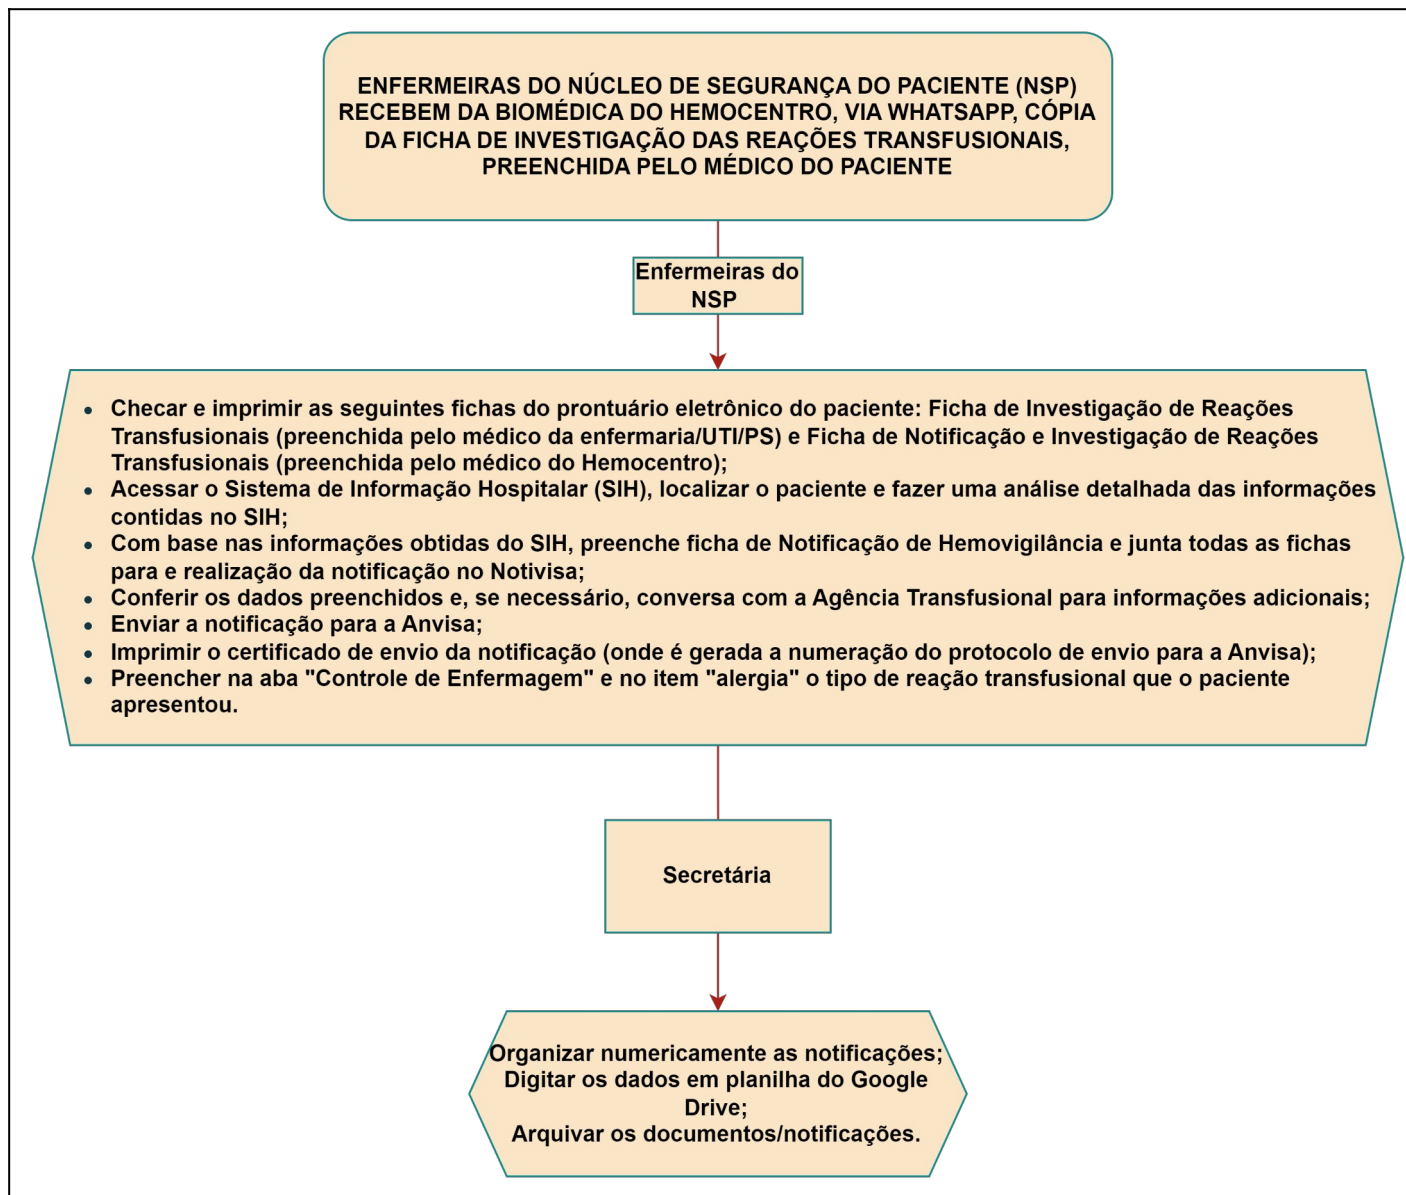 ENFERMEIRAS DO NÚCLEO DE SEGURANÇA DO PACIENTE (NSP)
RECEBEM DA BIOMÉDICA DO HEMOCENTRO, VIA WHATSAPP, CÓPIA
DA FICHA DE INVESTIGAÇÃO DAS REAÇÕES TRANSFUSIONAIS,
PREENCHIDA PELO MÉDICO DO PACIENTE
Enfermeiras do
NSP
• Checar e imprimir as seguintes fichas do prontuário eletrônico do paciente: Ficha de Investigação de Reações
Transfusionais (preenchida pelo médico da enfermaria/UTI/PS) e Ficha de Notificação e Investigação de Reações
Transfusionais (preenchida pelo médico do Hemocentro);
• Acessar o Sistema de Informação Hospitalar (SIH), localizar o paciente e fazer uma análise detalhada das informações
contidas no SIH;
• Com base nas informações obtidas do SIH, preenche ficha de Notificação de Hemovigilância e junta todas as fichas
para e realização da notificação no Notivisa;
• Conferir os dados preenchidos e, se necessário, conversa com a Agência Transfusional para informações adicionais;
• Enviar a notificação para a Anvisa;
• Imprimir o certificado de envio da notificação (onde é gerada a numeração do protocolo de envio para a Anvisa);
• Preencher na aba "Controle de Enfermagem" e no item "alergia" o tipo de reação transfusional que o paciente
apresentou.
Secretária
Organizar numericamente as notificações;
Digitar os dados em planilha do Google
Drive;
Arquivar os documentos/notificações.